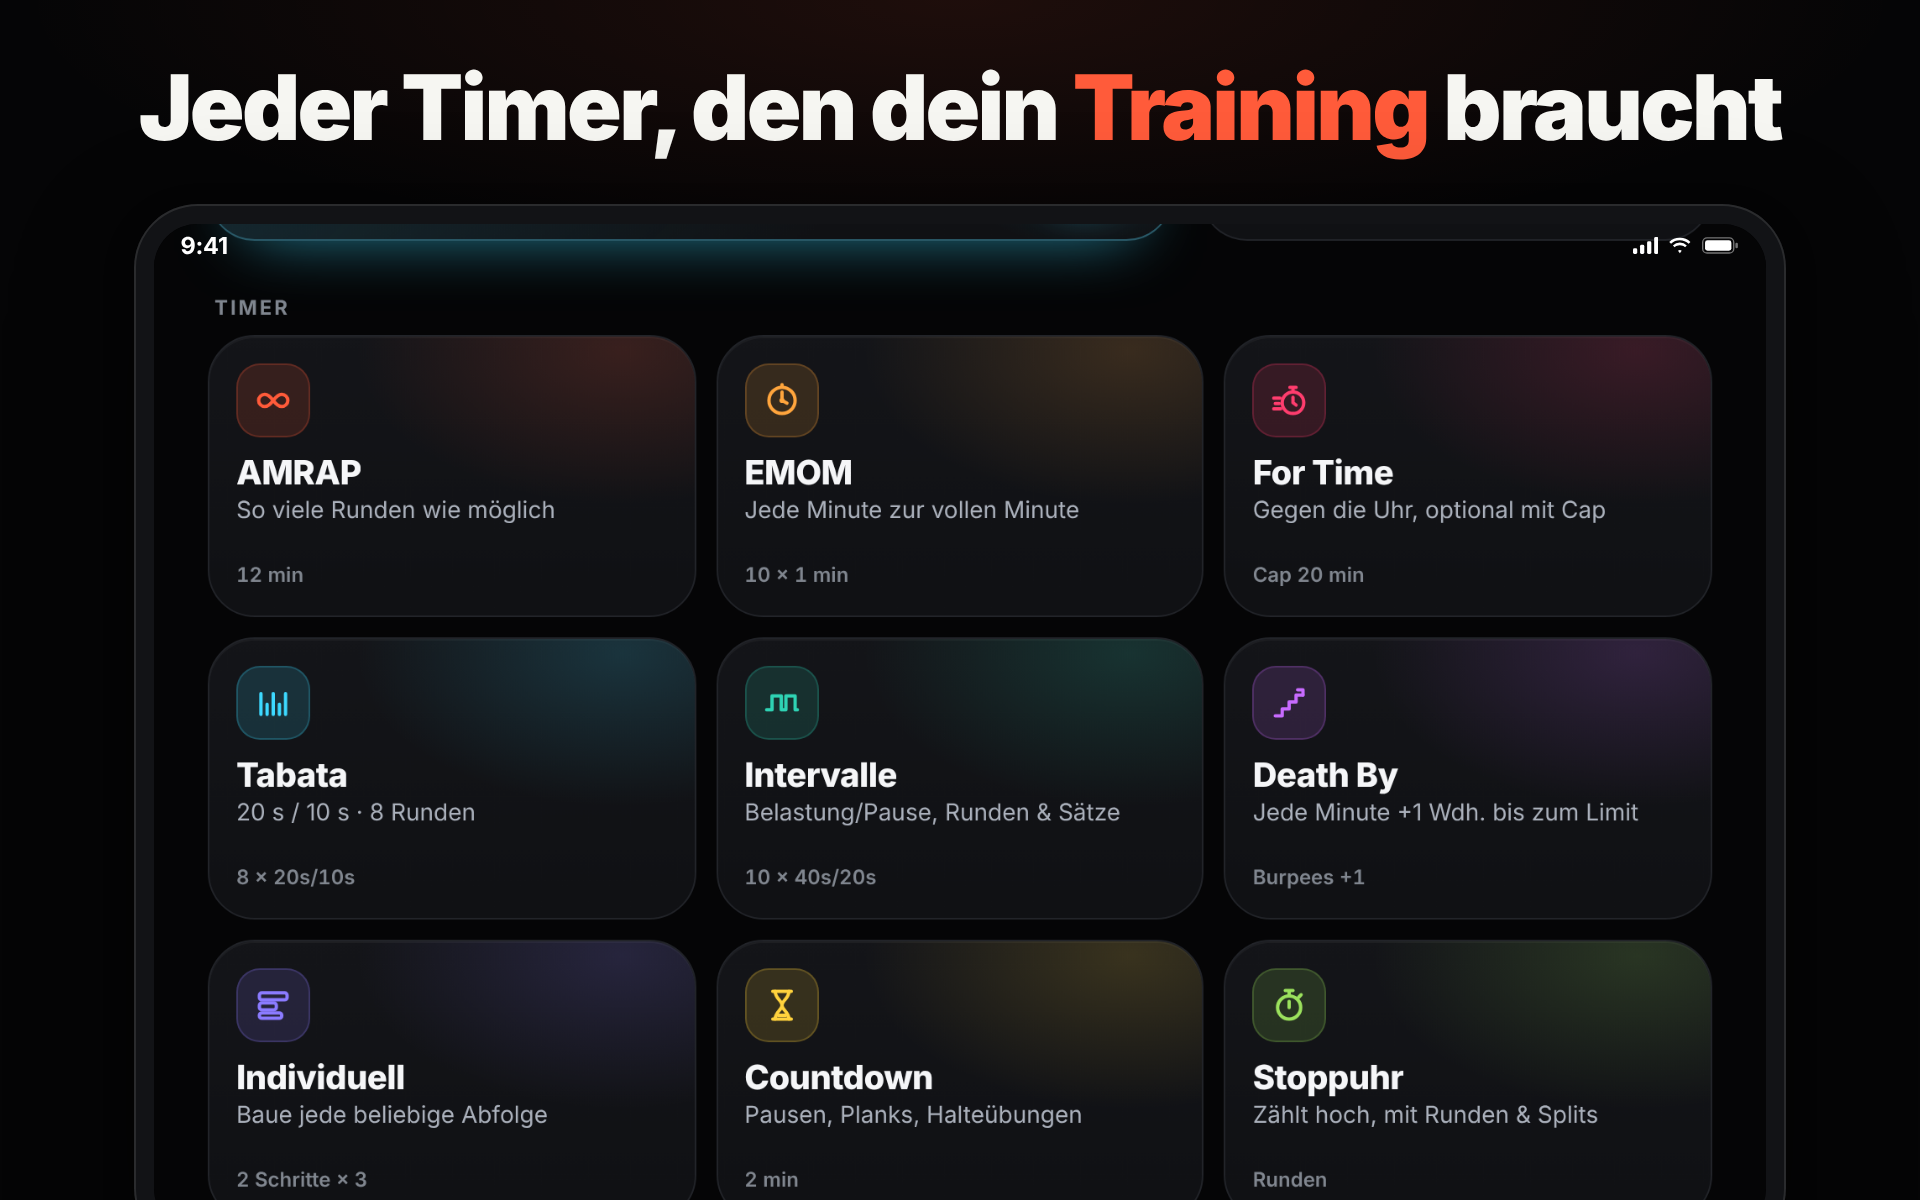 Jeder Timer, den dein Training braucht
9:41
TIMER
AMRAP
So viele Runden wie möglich
12 min
EMOM
Jede Minute zur vollen Minute
10 × 1 min
For Time
Gegen die Uhr, optional mit Cap
Cap 20 min
Tabata
20 s / 10 s · 8 Runden
8 × 20s/10s
Intervalle
Belastung/Pause, Runden & Sätze
10 × 40s/20s
Death By
Jede Minute +1 Wdh. bis zum Limit
Burpees +1
Individuell
Baue jede beliebige Abfolge
2 Schritte × 3
Countdown
Pausen, Planks, Halteübungen
2 min
Stoppuhr
Zählt hoch, mit Runden & Splits
Runden